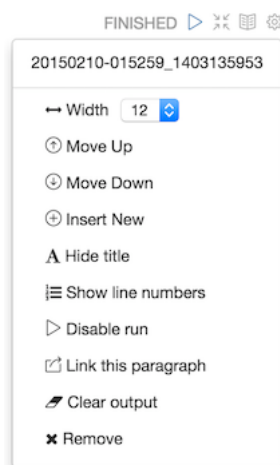 FINISHED
20150210-015259_1403135953
Width 12
Move Up
Move Down
Insert New
Hide title
Show line numbers
Disable run
Link this paragraph
Clear output
Remove